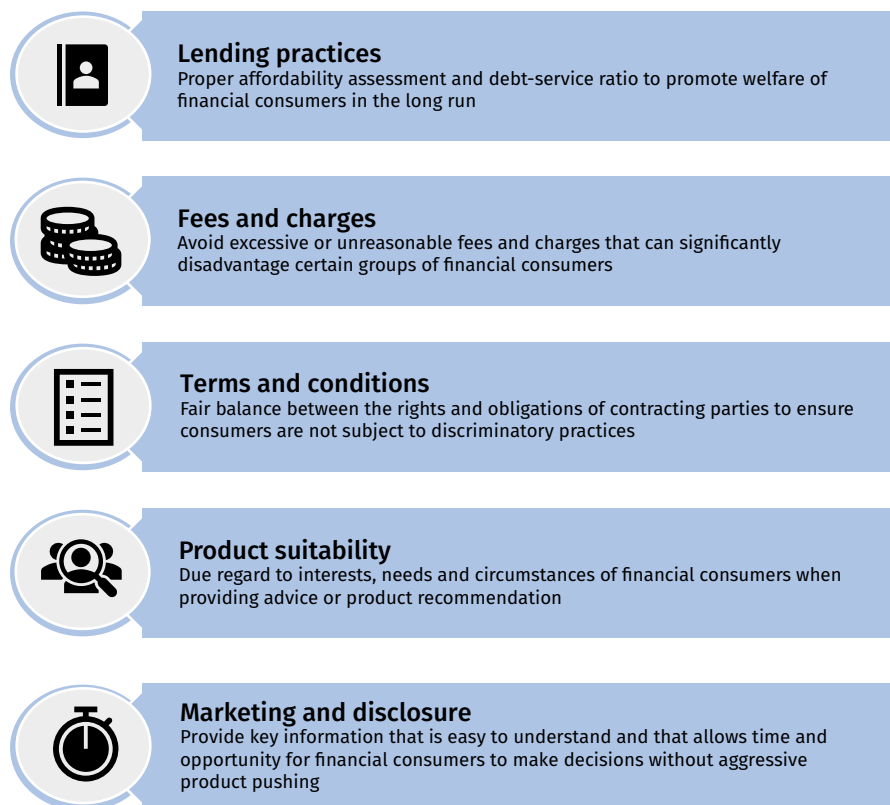 Lending practices
Proper affordability assessment and debt-service ratio to promote welfare of
financial consumers in the long run
Fees and charges
Avoid excessive or unreasonable fees and charges that can significantly
disadvantage certain groups of financial consumers
Terms and conditions
Fair balance between the rights and obligations of contracting parties to ensure
consumers are not subject to discriminatory practices
Product suitability
Due regard to interests, needs and circumstances of financial consumers when
providing advice or product recommendation
Marketing and disclosure
Provide key information that is easy to understand and that allows time and
opportunity for financial consumers to make decisions without aggressive
product pushing